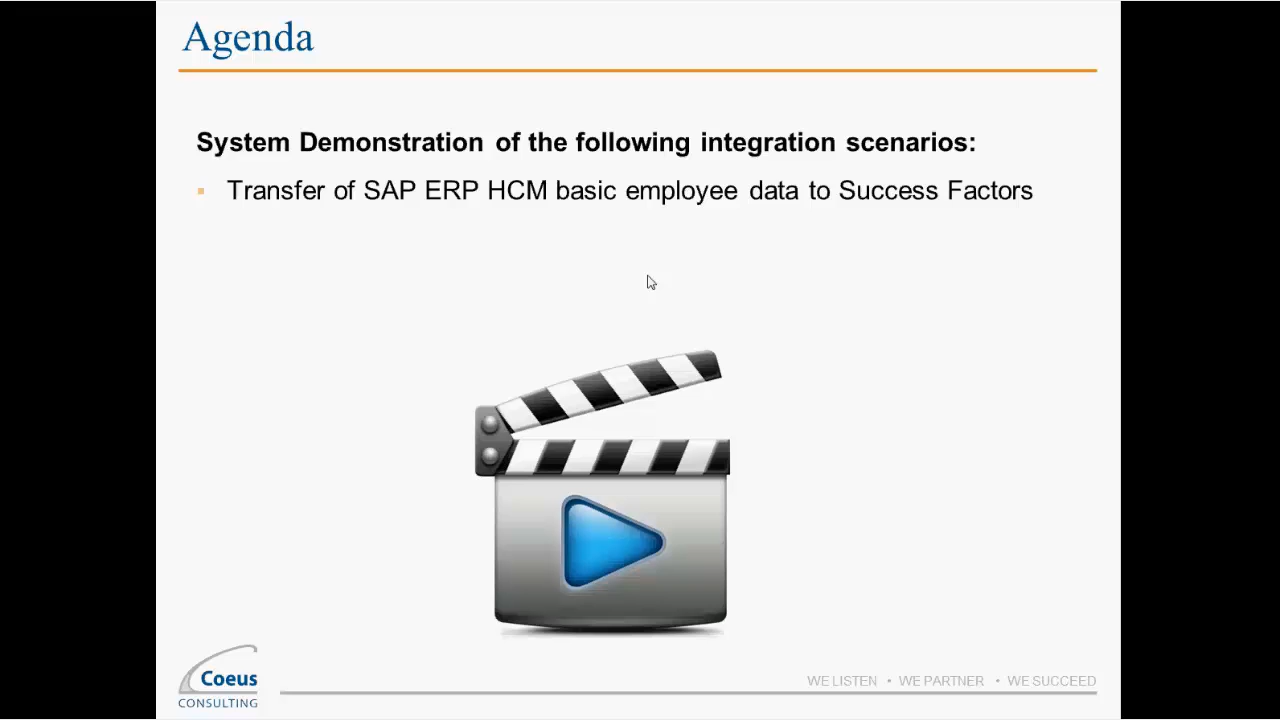 Agenda
System Demonstration of the following integration scenarios:
▪ Transfer of SAP ERP HCM basic employee data to Success Factors
Coeus
CONSULTING
WE LISTEN • WE PARTNER • WE SUCCEED